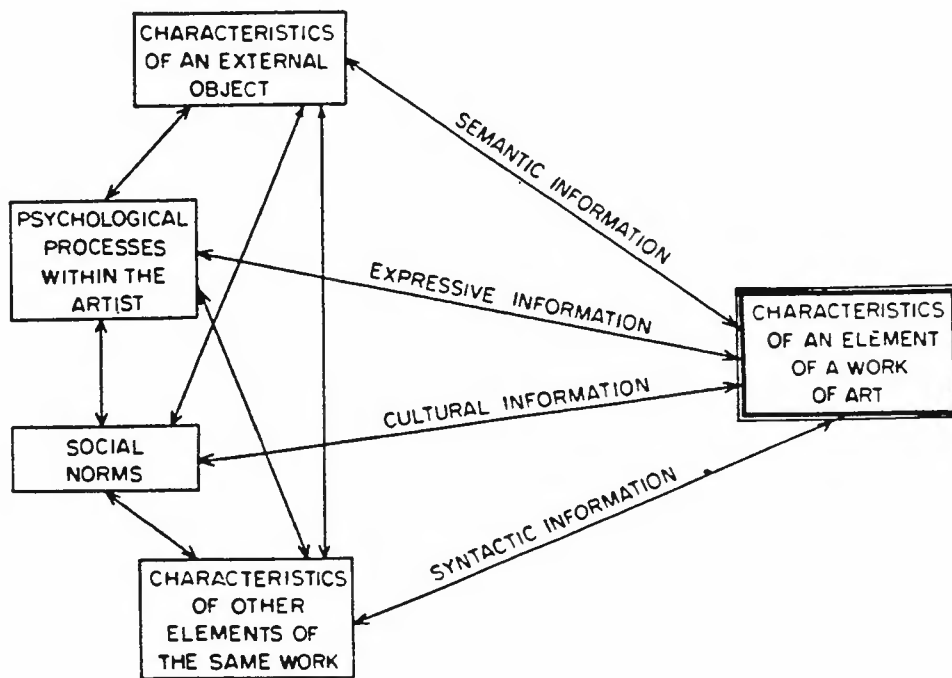 CHARACTERISTICS
OF AN EXTERNAL
OBJECT
SEMANTIC INFORMATION
PSYCHOLOGICAL
PROCESSES
WITHIN THE
ARTIST
EXPRESSIVE INFORMATION
CHARACTERISTICS
OF AN ELEMENT
OF A WORK
OF ART
CULTURAL INFORMATION
SOCIAL
NORMS
SYNTACTIC INFORMATION
CHARACTERISTICS
OF OTHER
ELEMENTS OF
THE SAME WORK